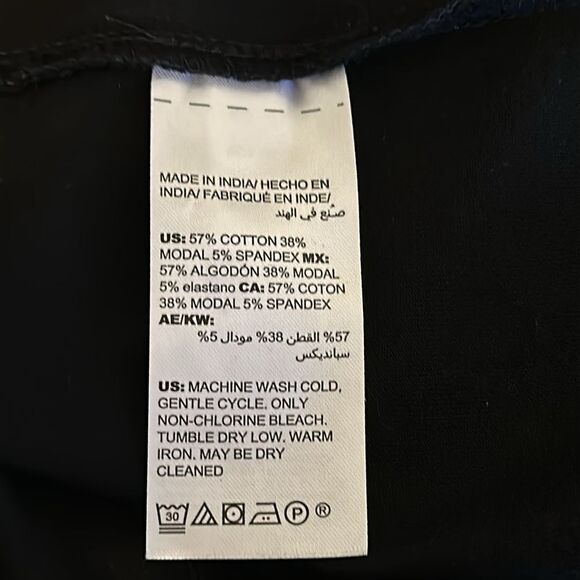 MADE IN INDIA/ HECHO EN
INDIA/ FABRIQUÉ EN INDE/
صنع في الهند
US: 57% COTTON 38%
MODAL 5% SPANDEX MX:
57% ALGODÓN 38% MODAL
5% elastano CA: 57% COTON
38% MODAL 5% SPANDEX
AE/KW:
57% القطن 38% مودال 5%
سبانديكس
US: MACHINE WASH COLD,
GENTLE CYCLE. ONLY
NON-CHLORINE BLEACH.
TUMBLE DRY LOW. WARM
IRON. MAY BE DRY
CLEANED
30 P ®